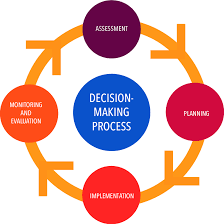 ASSESSMENT
DECISION-
MAKING
PROCESS
MONITORING
AND
EVALUATION
PLANNING
IMPLEMENTATION